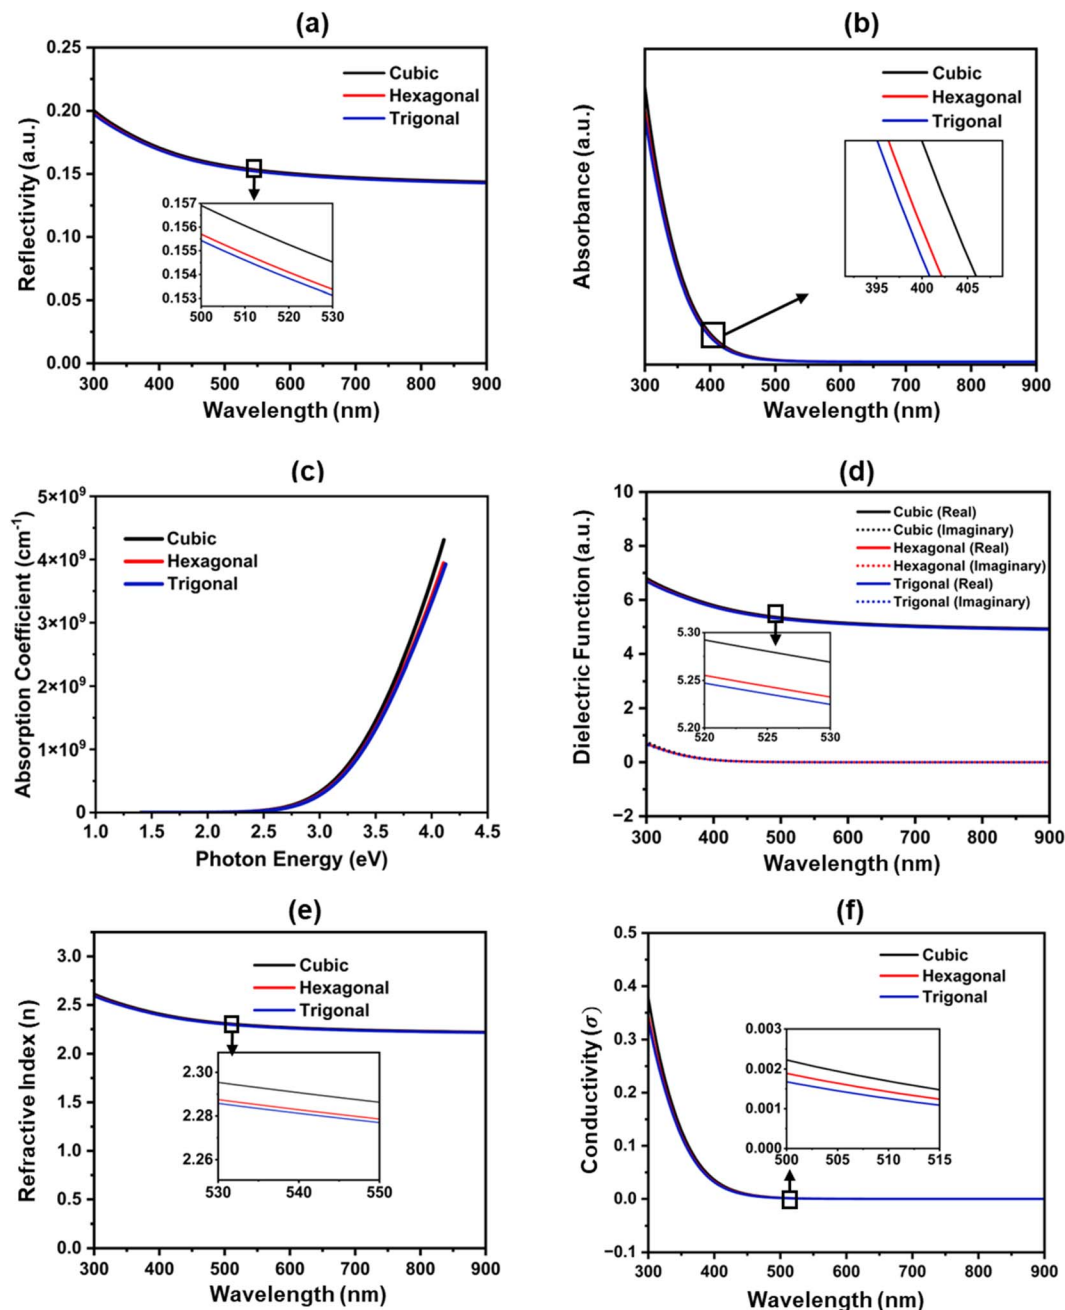 (a)
0.25
0.20
0.15
0.10
0.05
0.00
Reflectivity (a.u.)
Cubic
Hexagonal
Trigonal
0.157
0.155
0.154
0.153
500 510 520 530
300 400 500 600 700 800 900
Wavelength (nm)
(b)
Absorbance (a.u.)
Cubic
Hexagonal
Trigonal
395 400 405
300 400 500 600 700 800 900
Wavelength (nm)
(c)
5×10⁹
4×10⁹
3×10⁹
2×10⁹
1×10⁹
0
Absorption Coefficient (cm⁻¹)
Cubic
Hexagonal
Trigonal
1.0 1.5 2.0 2.5 3.0 3.5 4.0 4.5
Photon Energy (eV)
(d)
10
8
6
4
2
0
−2
Dielectric Function (a.u.)
Cubic (Real)
Cubic (Imaginary)
Hexagonal (Real)
Hexagonal (Imaginary)
Trigonal (Real)
Trigonal (Imaginary)
5.30
5.25
5.20
520 525 530
300 400 500 600 700 800 900
Wavelength (nm)
(e)
3.0
2.5
2.0
1.5
1.0
0.5
0.0
Refractive Index (n)
Cubic
Hexagonal
Trigonal
2.30
2.28
2.26
530 540 550
300 400 500 600 700 800 900
Wavelength (nm)
(f)
0.5
0.4
0.3
0.2
0.1
0.0
−0.1
Conductivity (σ)
Cubic
Hexagonal
Trigonal
0.003
0.002
0.001
0.000
500 505 510 515
300 400 500 600 700 800 900
Wavelength (nm)